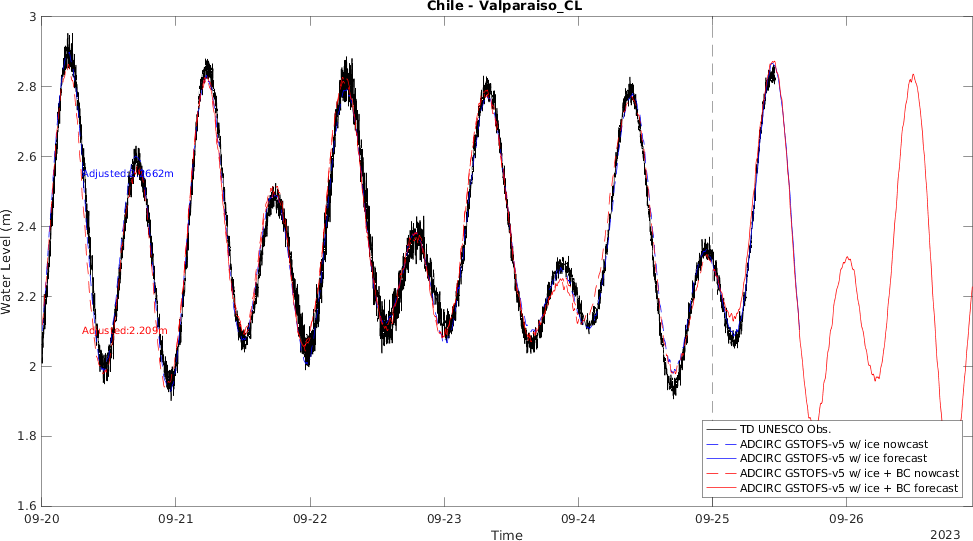 Chile - Valparaiso_CL
3
2.8
2.6
2.4
2.2
2
1.8
1.6
Water Level (m)
Adjusted:2.209m
TD UNESCO Obs.
ADCIRC GSTOFS-v5 w/ ice nowcast
ADCIRC GSTOFS-v5 w/ ice forecast
ADCIRC GSTOFS-v5 w/ ice + BC nowcast
ADCIRC GSTOFS-v5 w/ ice + BC forecast
09-20 09-21 09-22 09-23 09-24 09-25 09-26
Time
2023